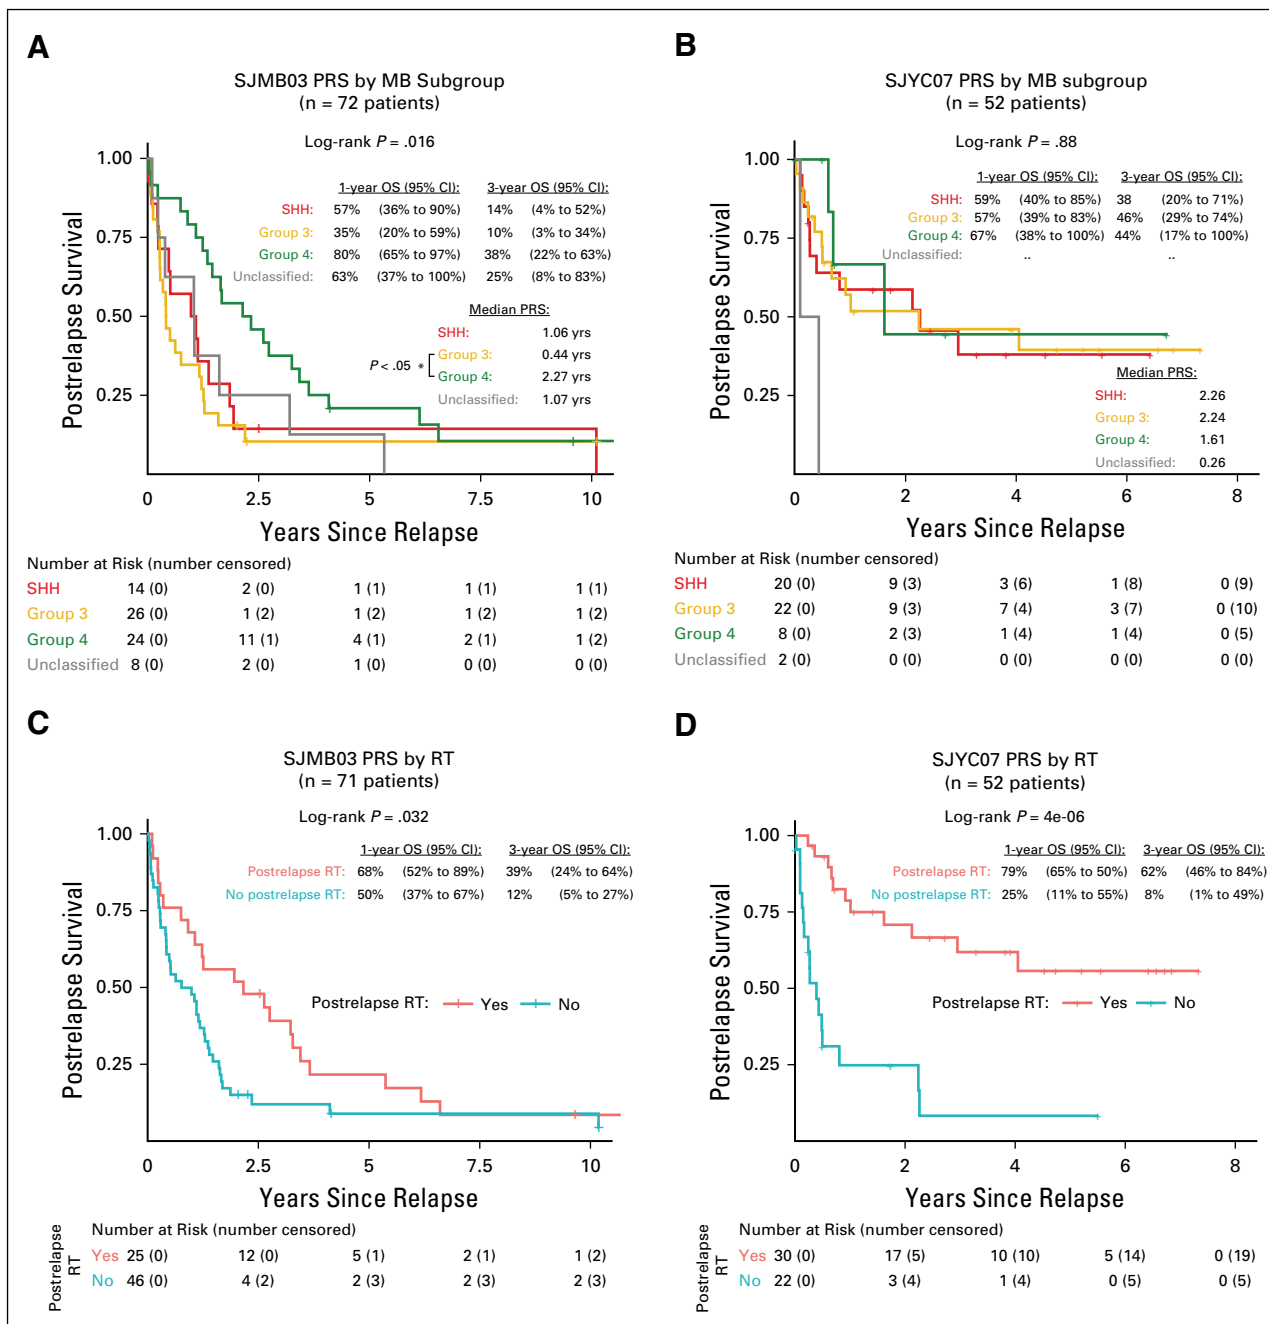 A
SJMB03 PRS by MB Subgroup
(n = 72 patients)
Log-rank P = .016
1-year OS (95% CI): 3-year OS (95% CI):
SHH: 57% (36% to 90%) 14% (4% to 52%)
Group 3: 35% (20% to 59%) 10% (3% to 34%)
Group 4: 80% (65% to 97%) 38% (22% to 63%)
Unclassified: 63% (37% to 100%) 25% (8% to 83%)
Median PRS:
SHH: 1.06 yrs
P < .05 * Group 3: 0.44 yrs
Group 4: 2.27 yrs
Unclassified: 1.07 yrs
Postrelapse Survival
1.00
0.75
0.50
0.25
0 2.5 5 7.5 10
Years Since Relapse
Number at Risk (number censored)
SHH 14 (0) 2 (0) 1 (1) 1 (1) 1 (1)
Group 3 26 (0) 1 (2) 1 (2) 1 (2) 1 (2)
Group 4 24 (0) 11 (1) 4 (1) 2 (1) 1 (2)
Unclassified 8 (0) 2 (0) 1 (0) 0 (0) 0 (0)
B
SJYC07 PRS by MB subgroup
(n = 52 patients)
Log-rank P = .88
1-year OS (95% CI): 3-year OS (95% CI):
SHH: 59% (40% to 85%) 38 (20% to 71%)
Group 3: 57% (39% to 83%) 46% (29% to 74%)
Group 4: 67% (38% to 100%) 44% (17% to 100%)
Unclassified: .. ..
Median PRS:
SHH: 2.26
Group 3: 2.24
Group 4: 1.61
Unclassified: 0.26
Postrelapse Survival
1.00
0.75
0.50
0.25
0 2 4 6 8
Years Since Relapse
Number at Risk (number censored)
SHH 20 (0) 9 (3) 3 (6) 1 (8) 0 (9)
Group 3 22 (0) 9 (3) 7 (4) 3 (7) 0 (10)
Group 4 8 (0) 2 (3) 1 (4) 1 (4) 0 (5)
Unclassified 2 (0) 0 (0) 0 (0) 0 (0) 0 (0)
C
SJMB03 PRS by RT
(n = 71 patients)
Log-rank P = .032
1-year OS (95% CI): 3-year OS (95% CI):
Postrelapse RT: 68% (52% to 89%) 39% (24% to 64%)
No postrelapse RT: 50% (37% to 67%) 12% (5% to 27%)
Postrelapse RT: Yes No
Postrelapse Survival
1.00
0.75
0.50
0.25
0 2.5 5 7.5 10
Years Since Relapse
Number at Risk (number censored)
Postrelapse
RT
Yes 25 (0) 12 (0) 5 (1) 2 (1) 1 (2)
No 46 (0) 4 (2) 2 (3) 2 (3) 2 (3)
D
SJYC07 PRS by RT
(n = 52 patients)
Log-rank P = 4e-06
1-year OS (95% CI): 3-year OS (95% CI):
Postrelapse RT: 79% (65% to 50%) 62% (46% to 84%)
No postrelapse RT: 25% (11% to 55%) 8% (1% to 49%)
Postrelapse RT: Yes No
Postrelapse Survival
1.00
0.75
0.50
0.25
0 2 4 6 8
Years Since Relapse
Number at Risk (number censored)
Postrelapse
RT
Yes 30 (0) 17 (5) 10 (10) 5 (14) 0 (19)
No 22 (0) 3 (4) 1 (4) 0 (5) 0 (5)